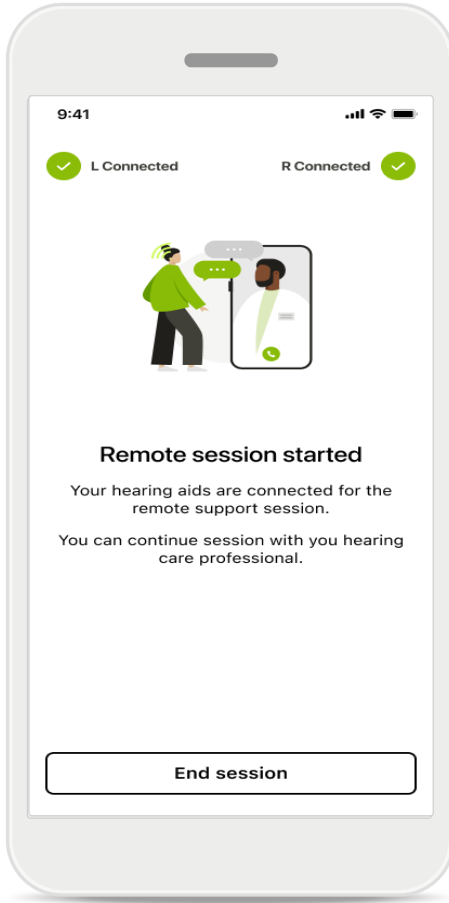 9:41
L Connected
R Connected
Remote session started
Your hearing aids are connected for the
remote support session.
You can continue session with you hearing
care professional.
End session